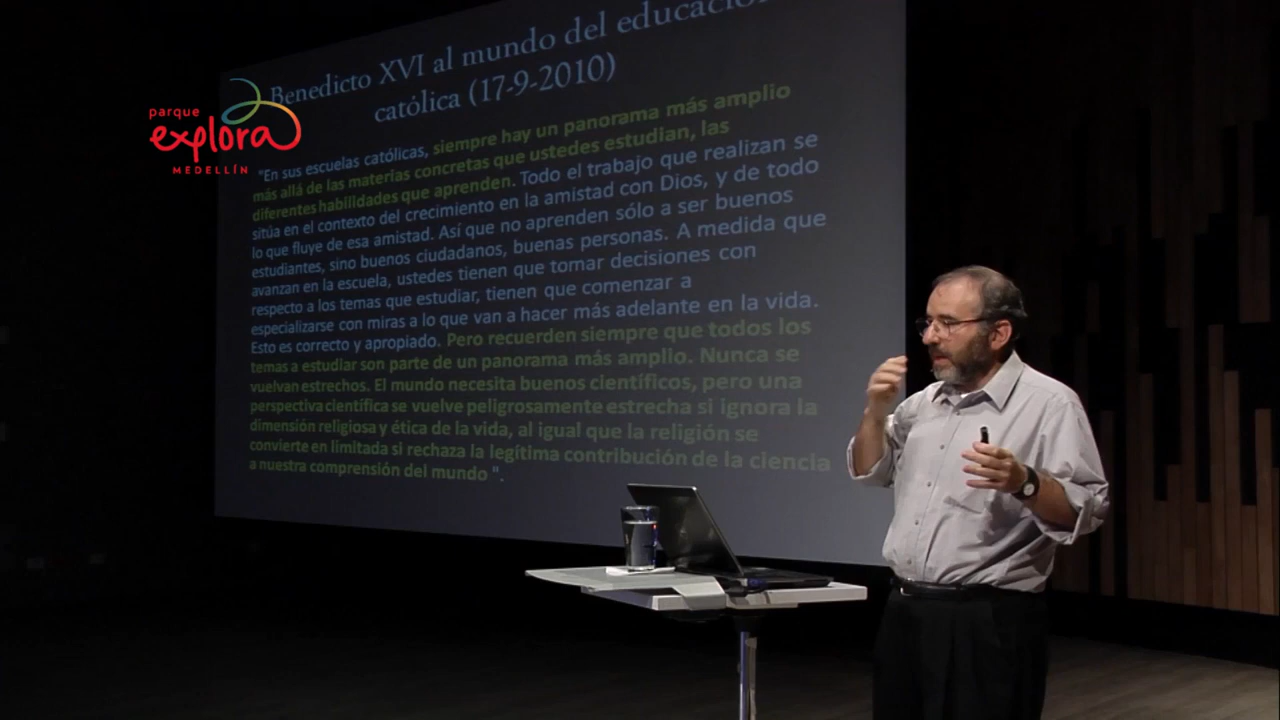 Benedicto XVI al mundo del educación
católica (17-9-2010)
parque
explora
MEDELLÍN
"En sus escuelas católicas, siempre hay un panorama más amplio
más allá de las materias concretas que ustedes estudian, las
diferentes habilidades que aprenden. Todo el trabajo que realizan se
sitúa en el contexto del crecimiento en la amistad con Dios, y de todo
lo que fluye de esa amistad. Así que no aprenden sólo a ser buenos
estudiantes, sino buenos ciudadanos, buenas personas. A medida que
avanzan en la escuela, ustedes tienen que tomar decisiones con
respecto a los temas que estudiar, tienen que comenzar a
especializarse con miras a lo que van a hacer más adelante en la vida.
Esto es correcto y apropiado. Pero recuerden siempre que todos los
temas a estudiar son parte de un panorama más amplio. Nunca se
vuelvan estrechos. El mundo necesita buenos científicos, pero una
perspectiva científica se vuelve peligrosamente estrecha si ignora la
dimensión religiosa y ética de la vida, al igual que la religión se
convierte en limitada si rechaza la legítima contribución de la ciencia
a nuestra comprensión del mundo ".